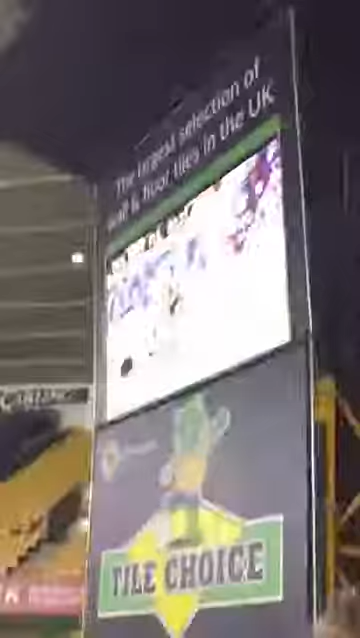 The largest selection of
wall & floor tiles in the UK
TILE CHOICE